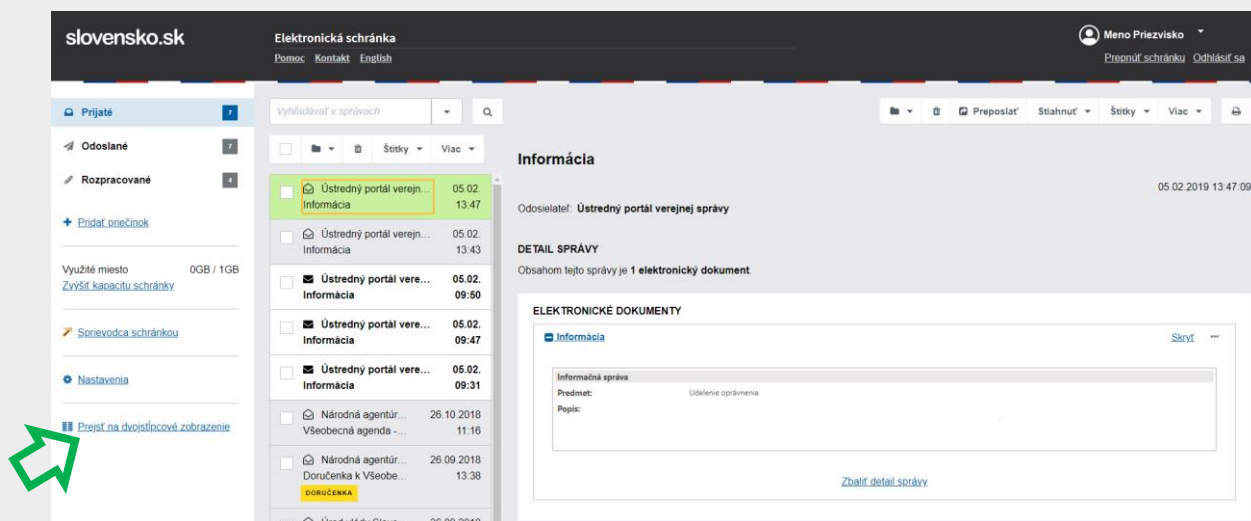 slovensko.sk
Elektronická schránka
Pomoc Kontakt English
Meno Priezvisko
Prepnúť schránku Odhlásiť sa
Prijaté 7
Odoslané 7
Rozpracované 4
Pridať priečinok
Využité miesto 0GB / 1GB
Zvýšiť kapacitu schránky
Sprievodca schránkou
Nastavenia
Prejsť na dvojstĺpcové zobrazenie
Vyhľadávať v správach
Štítky Viac
Ústredný portál verejn... 05.02.
Informácia 13:47
Ústredný portál verejn... 05.02.
Informácia 13:43
Ústredný portál vere... 05.02.
Informácia 09:50
Ústredný portál vere... 05.02.
Informácia 09:47
Ústredný portál vere... 05.02.
Informácia 09:31
Národná agentúr... 26.10.2018
Všeobecná agenda -... 11:16
Národná agentúr... 26.09.2018
Doručenka k Všeobe... 13:38
DORUČENKA
Preposlať Stiahnuť Štítky Viac
Informácia
05.02.2019 13:47:09
Odosielateľ: Ústredný portál verejnej správy
DETAIL SPRÁVY
Obsahom tejto správy je 1 elektronický dokument.
ELEKTRONICKÉ DOKUMENTY
Informácia Skryť ...
Informačná správa
Predmet: Udelenie oprávnenia
Popis:
Zbaliť detail správy